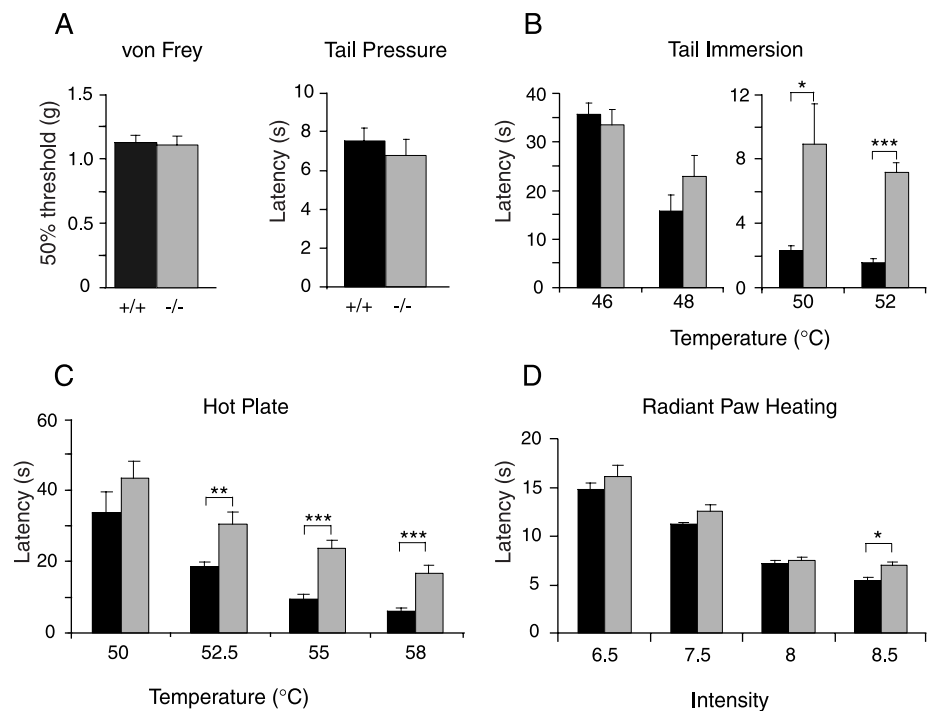 A
von Frey
50% threshold (g)
1.5
1.0
0.5
0
+/+ -/-
Tail Pressure
Latency (s)
10
8
6
4
2
0
+/+ -/-
B
Tail Immersion
Latency (s)
40
30
20
10
0
46 48
12
8
4
0
*
***
50 52
Temperature (°C)
C
Hot Plate
Latency (s)
60
40
20
0
**
***
***
50 52.5 55 58
Temperature (°C)
D
Radiant Paw Heating
Latency (s)
20
15
10
5
0
*
6.5 7.5 8 8.5
Intensity